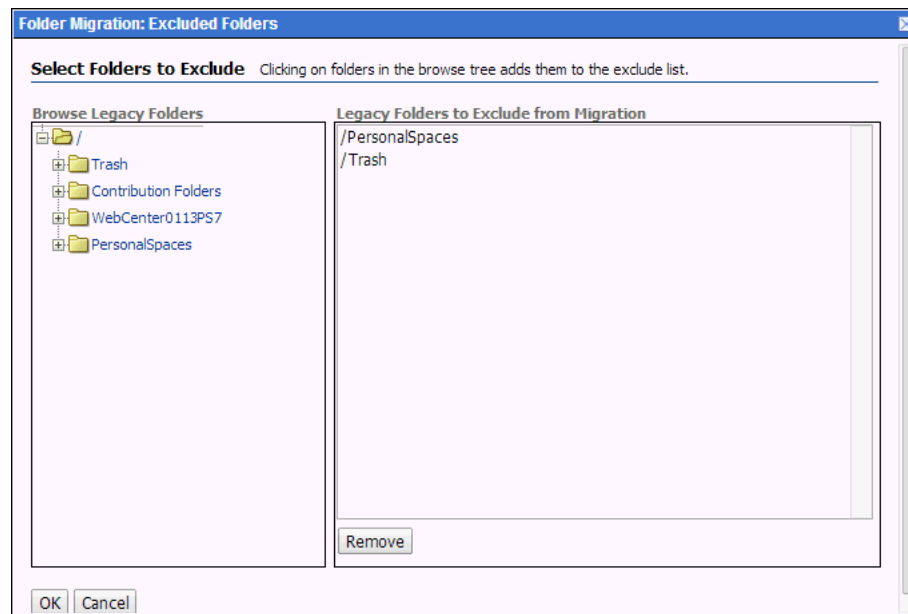 Folder Migration: Excluded Folders
Select Folders to Exclude Clicking on folders in the browse tree adds them to the exclude list.
Browse Legacy Folders
/
Trash
Contribution Folders
WebCenter0113PS7
PersonalSpaces
Legacy Folders to Exclude from Migration
/PersonalSpaces
/Trash
Remove
OK Cancel